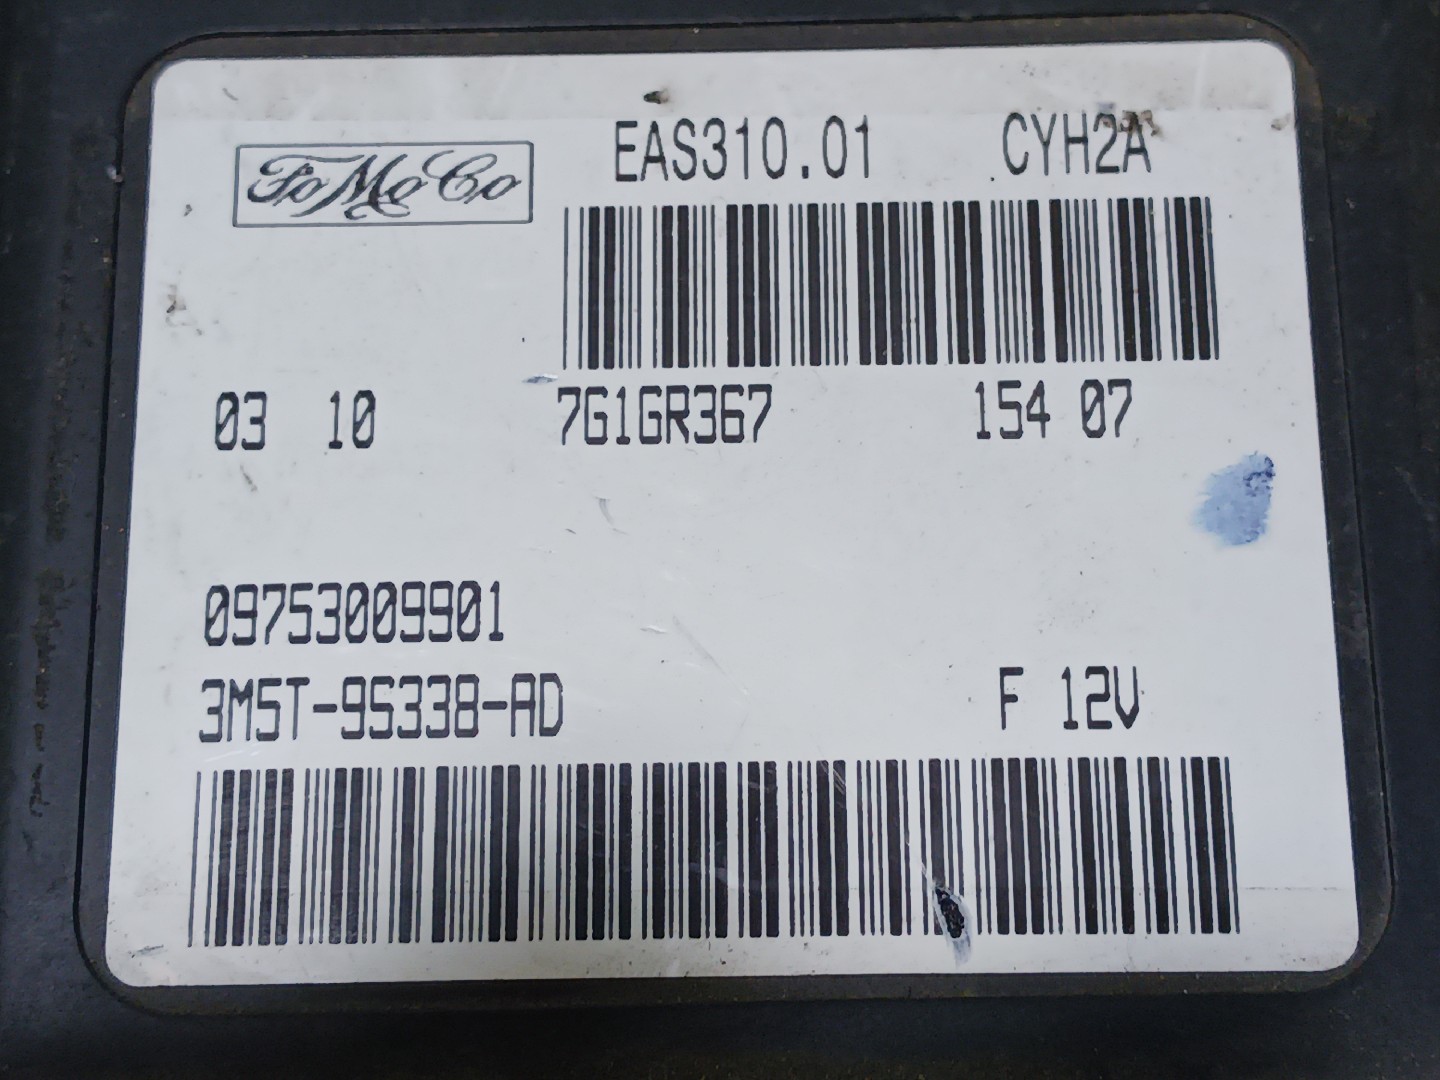 FoMoCo
EAS310.01 CYH2A
03 10 7G1GR367 154 07
09753009901
3M5T-9S338-AD F 12V